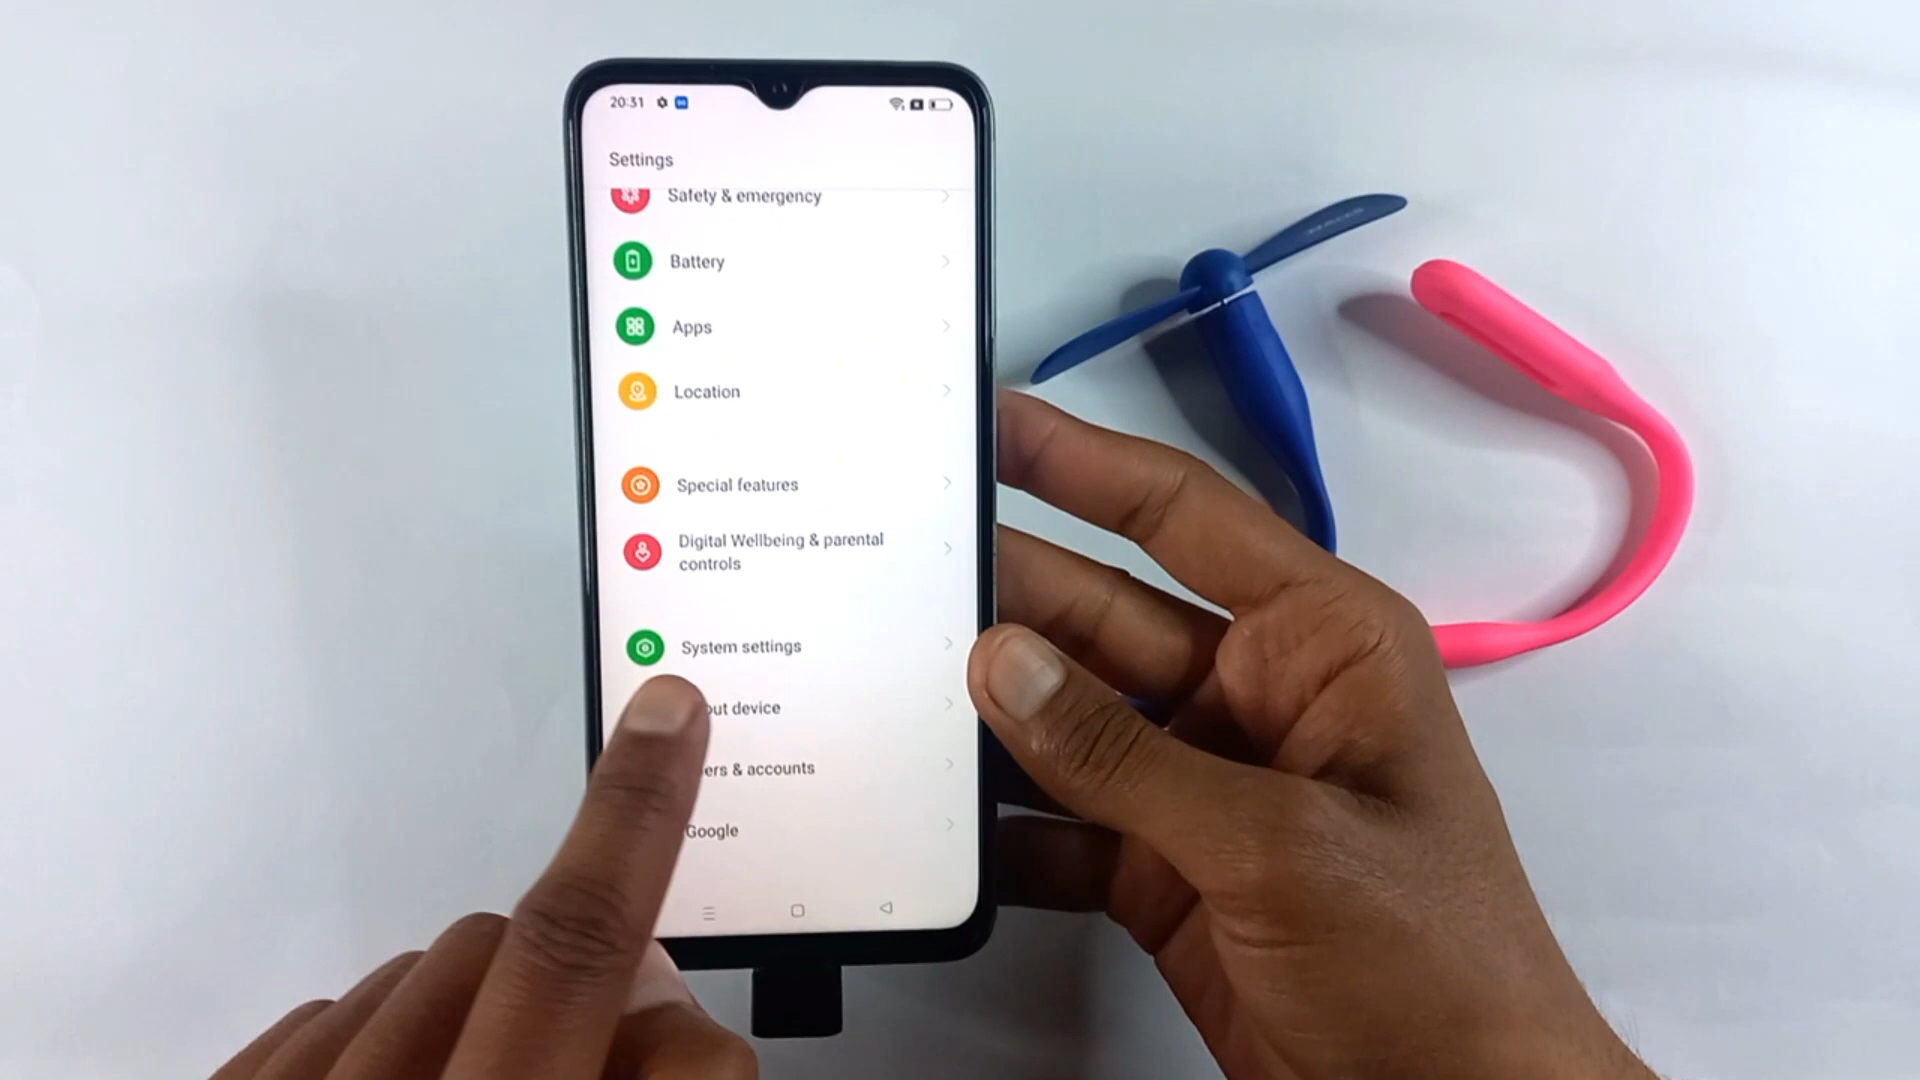 20:31
Settings
Safety & emergency
Battery
Apps
Location
Special features
Digital Wellbeing & parental
controls
System settings
out device
ers & accounts
Google